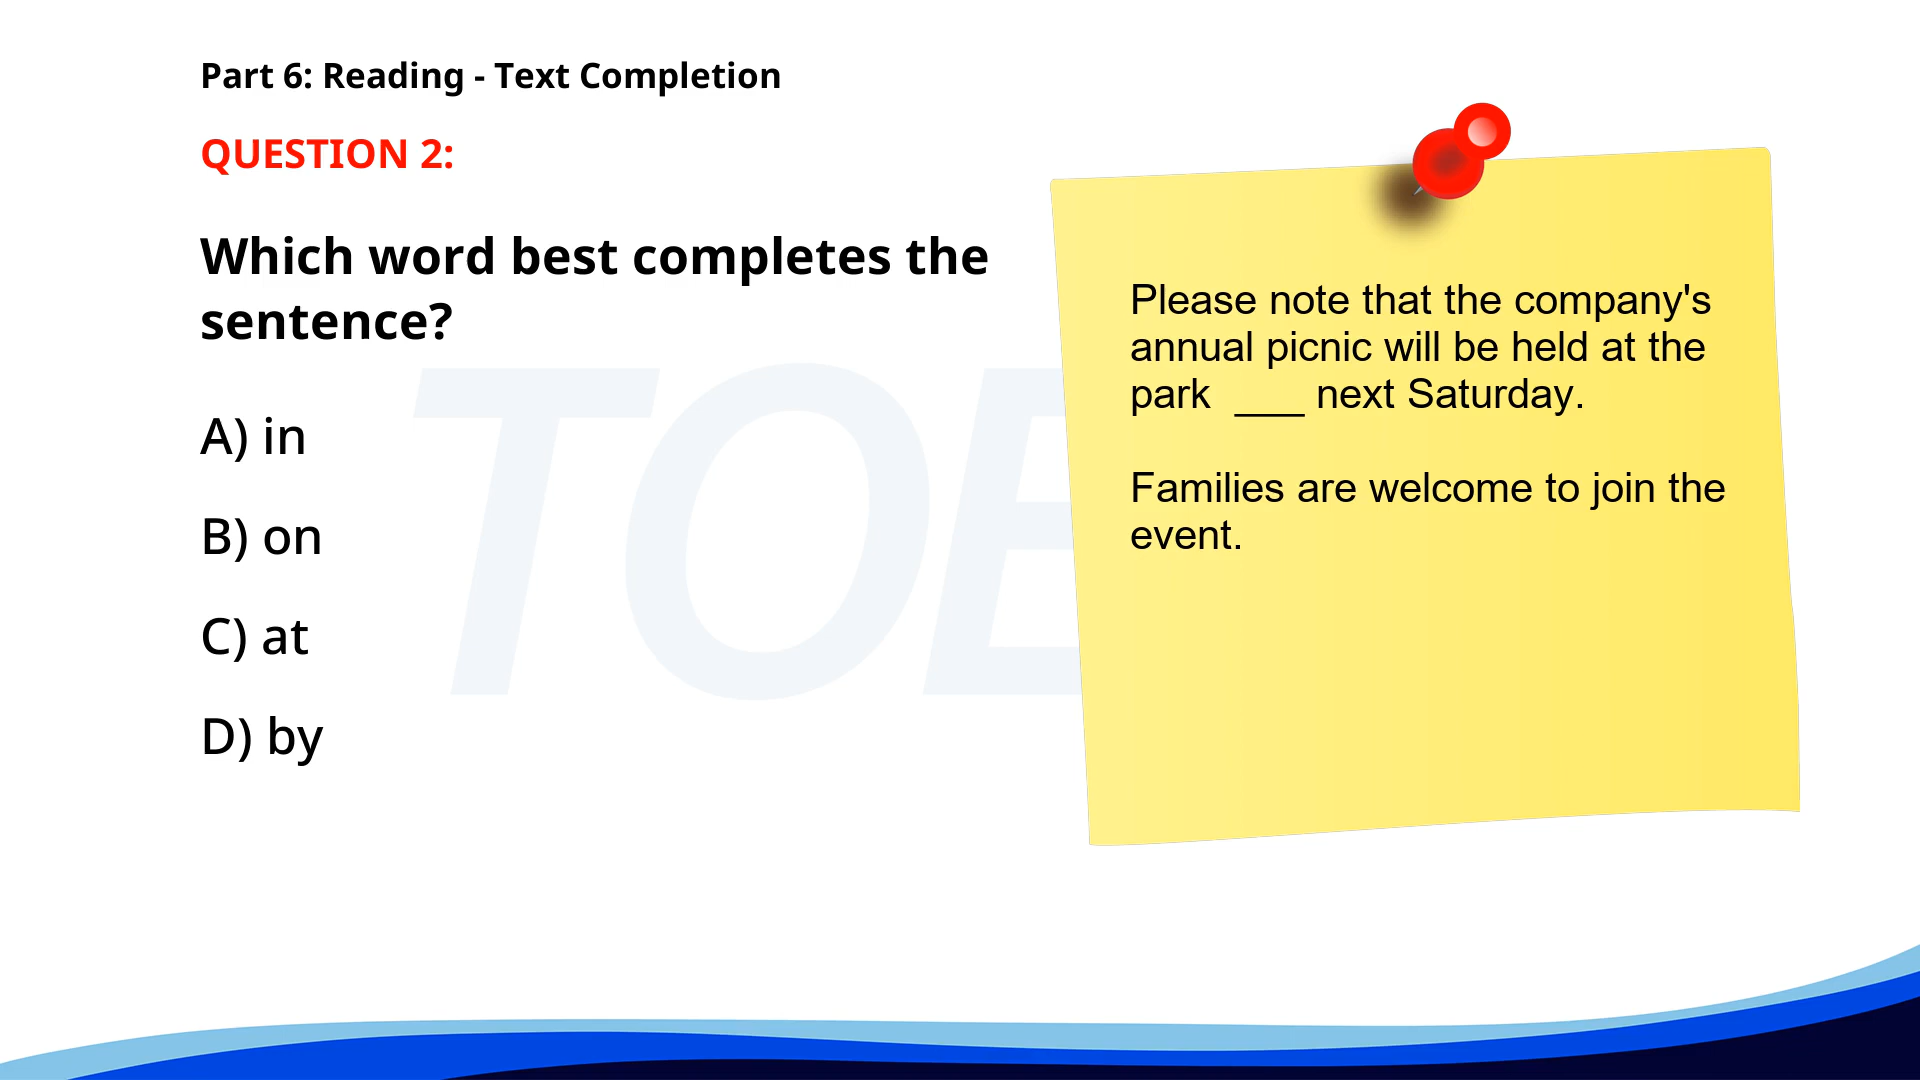 Part 6: Reading - Text Completion
QUESTION 2:
Which word best completes the
sentence?
A) in
B) on
C) at
D) by
TOE
Please note that the company's
annual picnic will be held at the
park ___ next Saturday.
Families are welcome to join the
event.